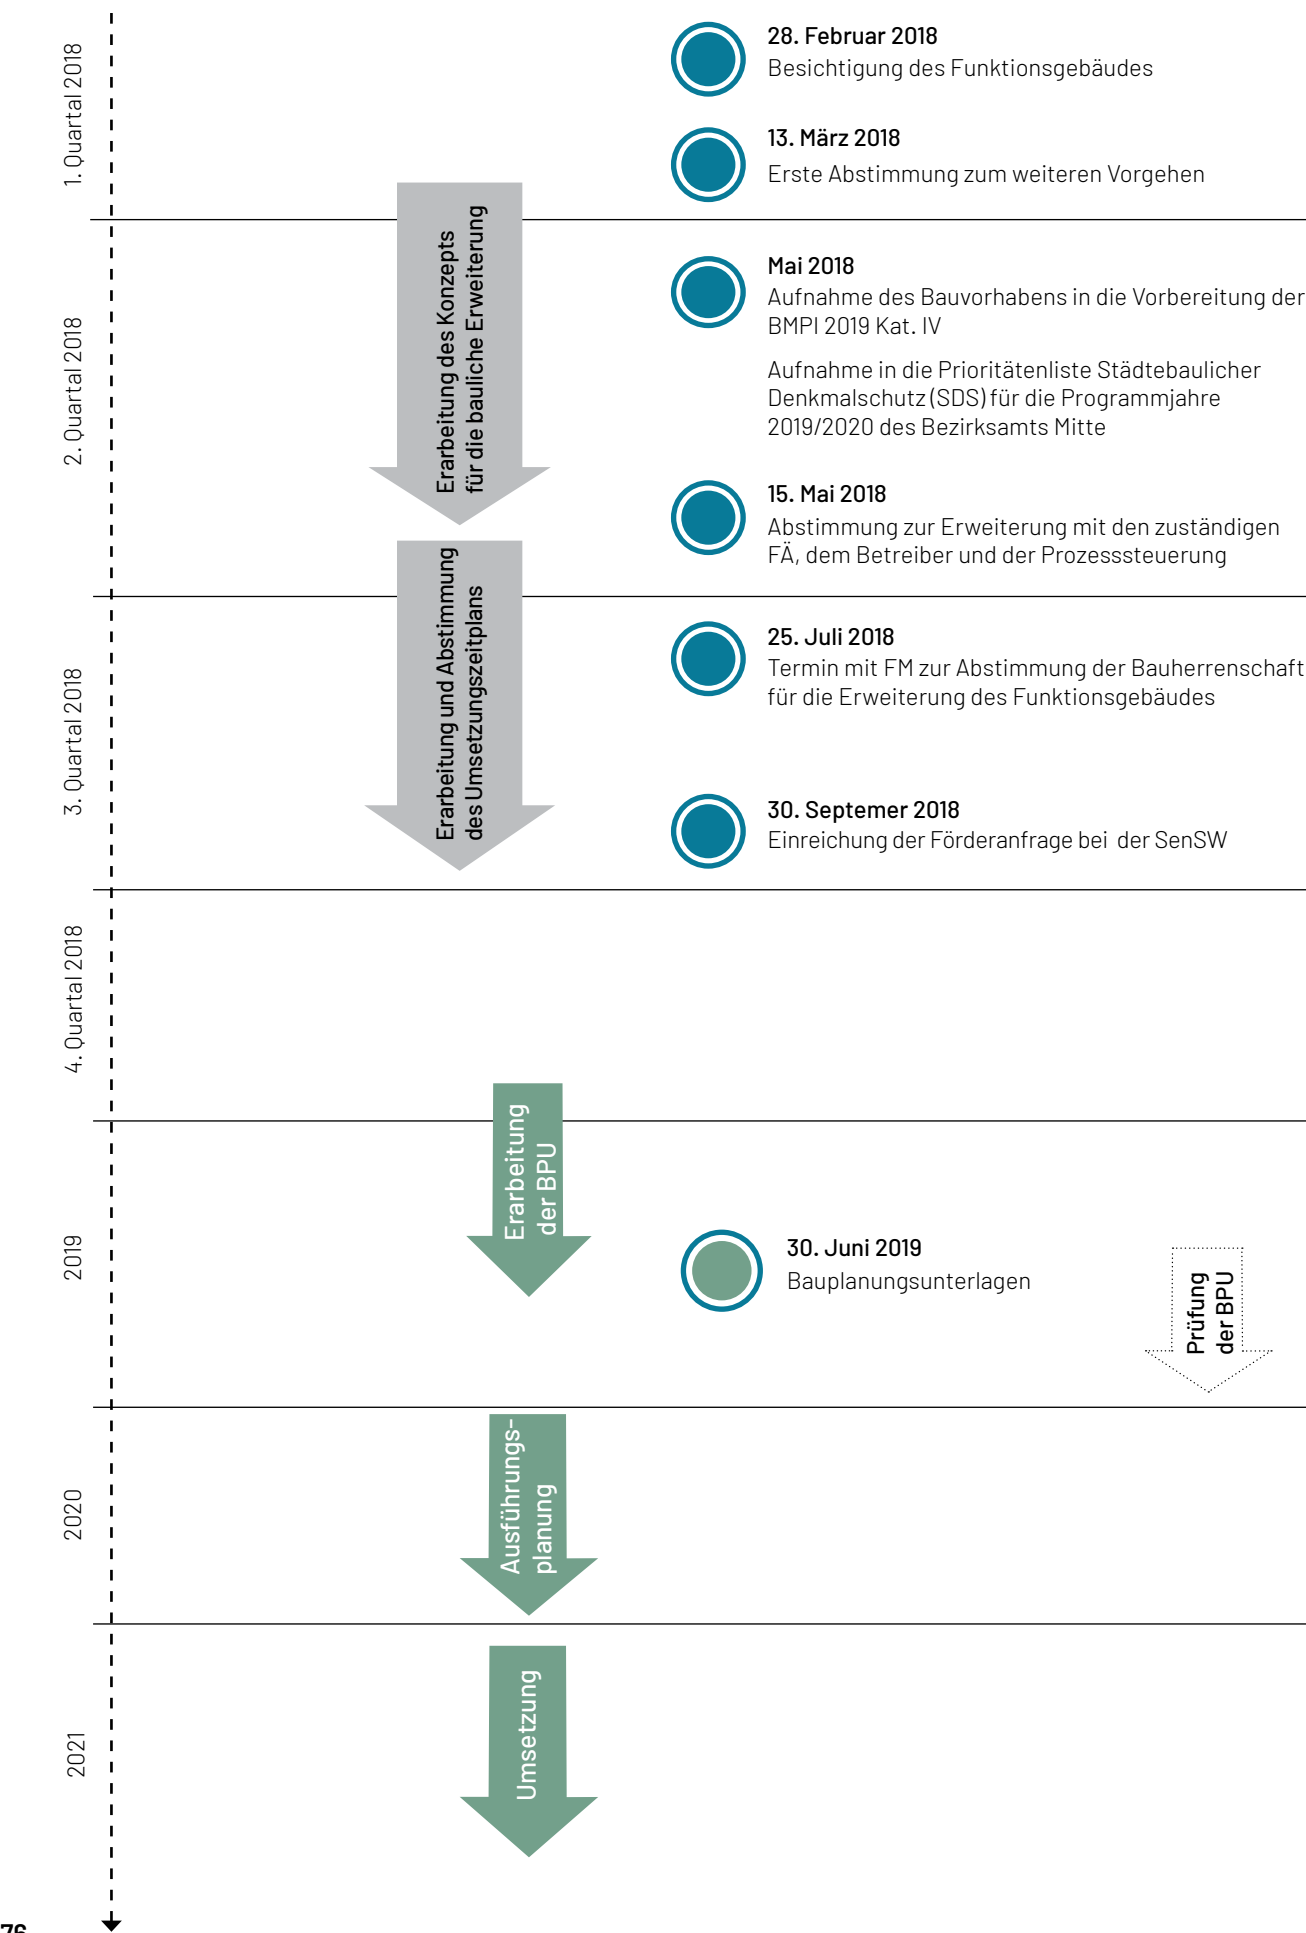 1. Quartal 2018
28. Februar 2018
Besichtigung des Funktionsgebäudes
13. März 2018
Erste Abstimmung zum weiteren Vorgehen
Erarbeitung des Konzepts
für die bauliche Erweiterung
2. Quartal 2018
Mai 2018
Aufnahme des Bauvorhabens in die Vorbereitung der
BMPI 2019 Kat. IV
Aufnahme in die Prioritätenliste Städtebaulicher
Denkmalschutz (SDS) für die Programmjahre
2019/2020 des Bezirksamts Mitte
15. Mai 2018
Abstimmung zur Erweiterung mit den zuständigen
FÄ, dem Betreiber und der Prozesssteuerung
Erarbeitung und Abstimmung
des Umsetzungszeitplans
3. Quartal 2018
25. Juli 2018
Termin mit FM zur Abstimmung der Bauherrenschaft
für die Erweiterung des Funktionsgebäudes
30. Septemer 2018
Einreichung der Förderanfrage bei der SenSW
4. Quartal 2018
Erarbeitung
der BPU
2019
30. Juni 2019
Bauplanungsunterlagen
Prüfung
der BPU
2020
Ausführungs-
planung
2021
Umsetzung
76